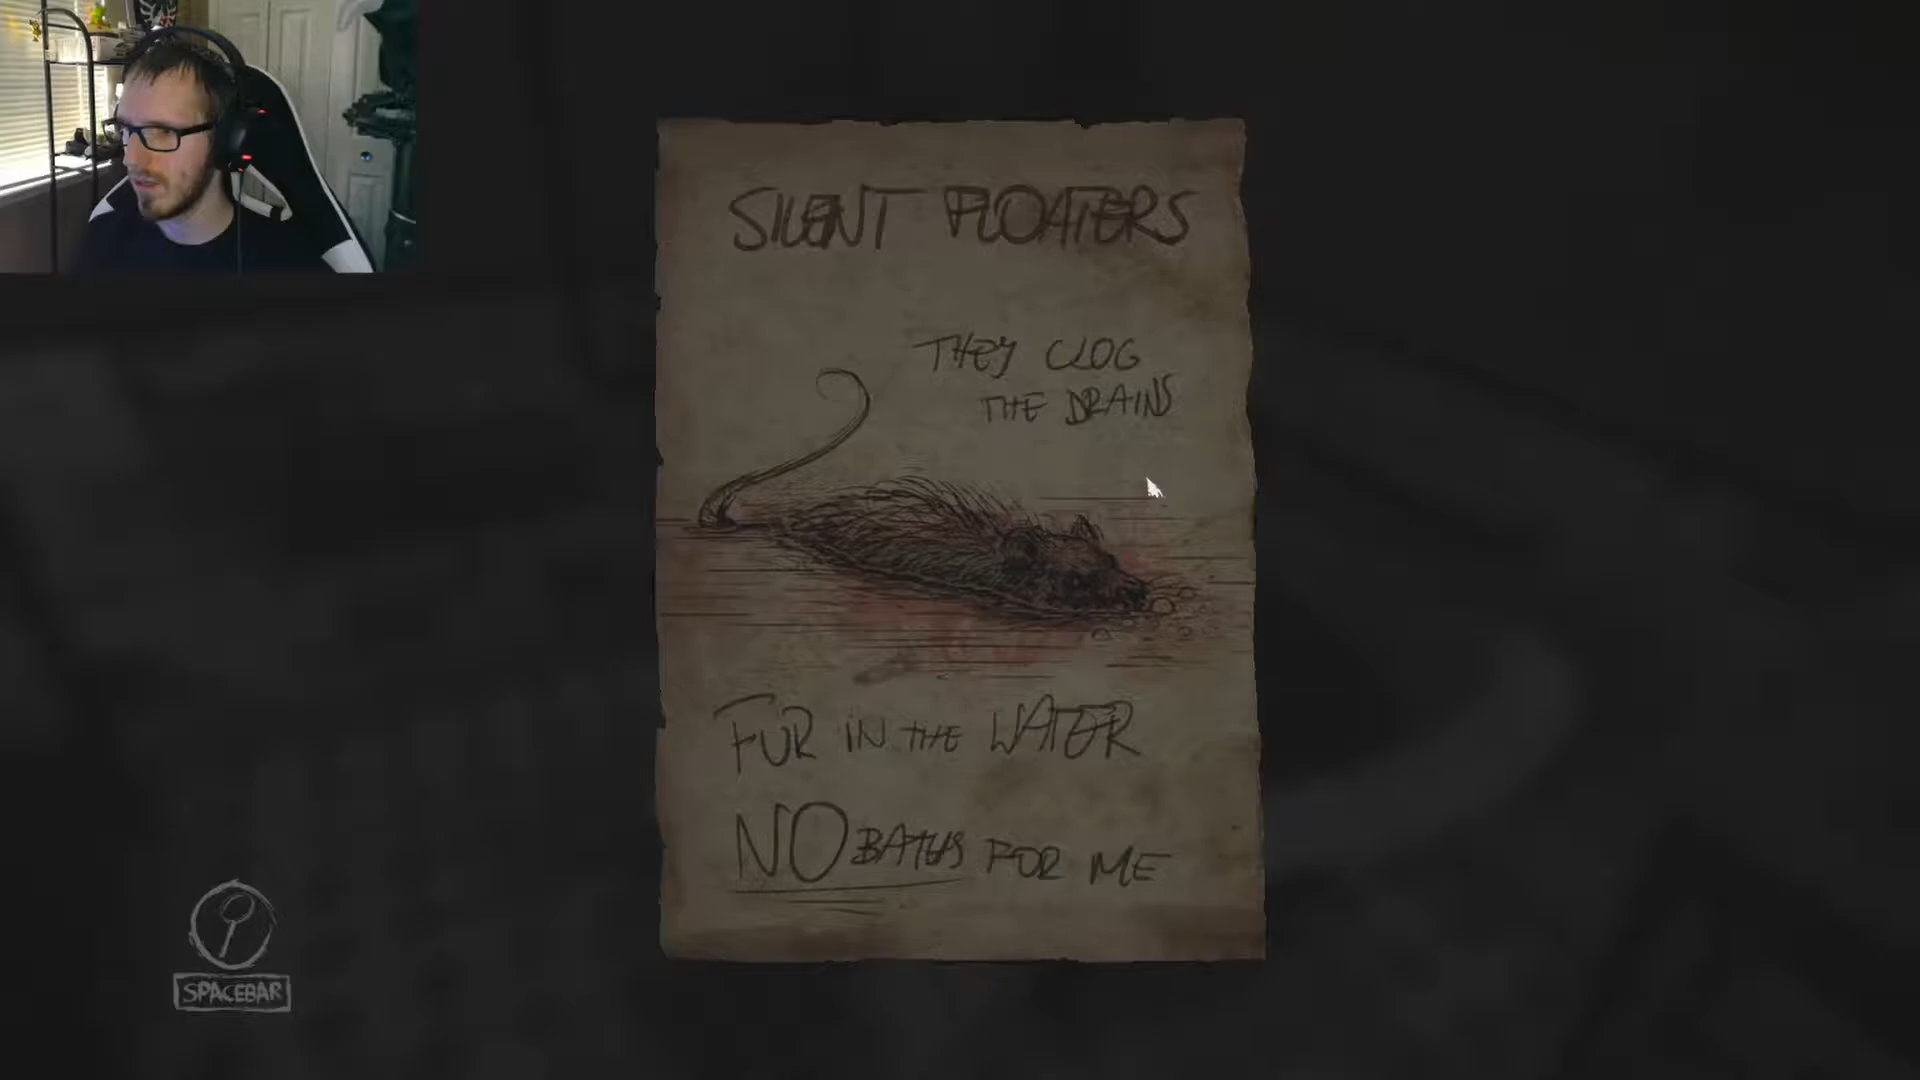 SILENT FLOATERS
THEY CLOG
THE DRAINS
FUR IN THE WATER
NO BATHS FOR ME
SPACEBAR